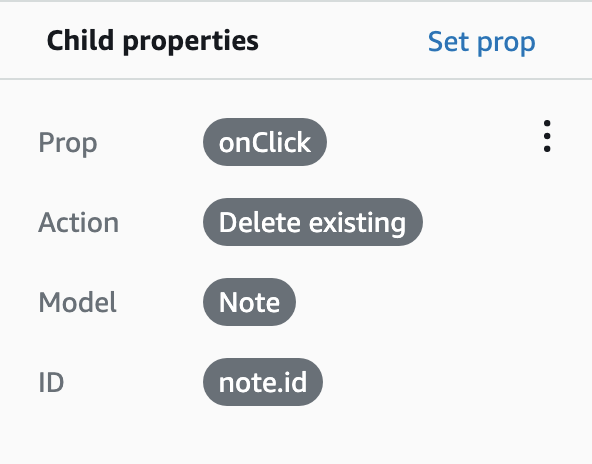 Child properties Set prop
Prop onClick
Action Delete existing
Model Note
ID note.id